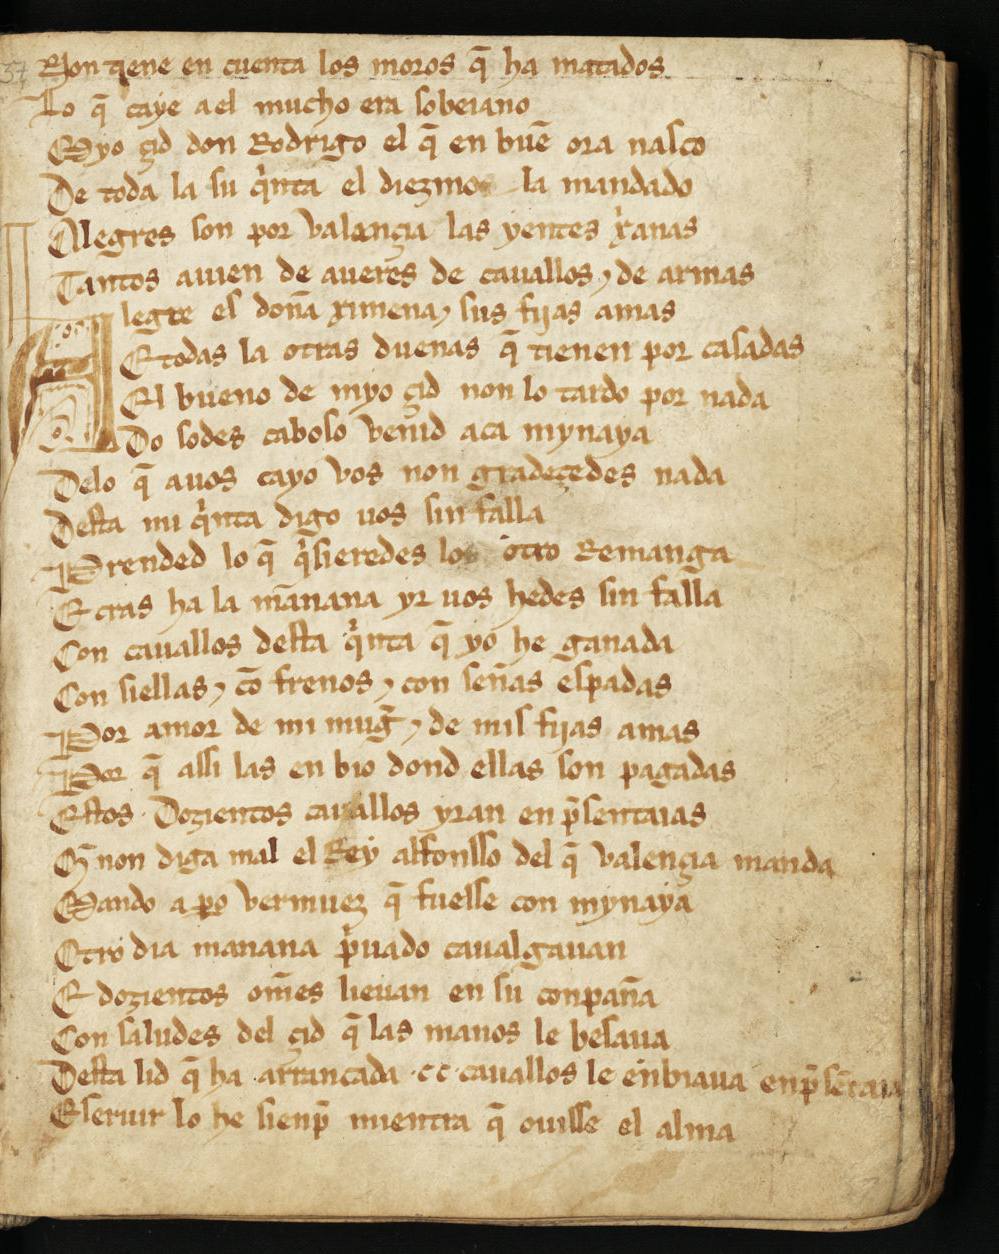 37
Non tiene en cuenta los moros q̃ ha matados
Lo q̃ caye a el mucho era sobeiano
Myo çid don Rodrigo el q̃ en buẽ ora nasco
De toda la su q'nta el diezmo la mandado
Alegres son por valençia las yentes x̉anas
Tantos auien de aueres de cauallos ⁊ de armas
Alegre es doña ximena ⁊ sus fijas amas
E todas la otras duenas q̃ tienen por casadas
El bueno de myo çid non lo tardo por nada
Do sodes caboso venid aca mynaya
Delo q̃ auos cayo vos non gradeçedes nada
Desta mi q'nta digo uos sin falla
Prended lo q̃ q'sieredes lo otro Remanga
E cras ha la mañana yr uos hedes sin falla
Con cauallos desta q'nta q̃ yo he ganada
Con siellas ⁊ cõ frenos ⁊ con señas espadas
Por amor de mi mug̃ ⁊ de mis fijas amas
Por q̃ assi las en bio dond ellas son pagadas
Estos Dozientos cauallos yran en p̃sentaias
Q̃ non diga mal el Rey alfonsso del q̃ valençia manda
Mando a p̲o vermuez q̃ fuesse con mynaya
Otro dia manana p'uado caualgauan
E dozientos om̃es lieuan en su conpaña
Con saludes del çid q̃ las manos le besaua
Desta lid q̃ ha arrancada ·c c· cauallos le enbiaua en p̃sẽtaia
E seruir lo he sienp̃ mientra q̃ ouisse el alma